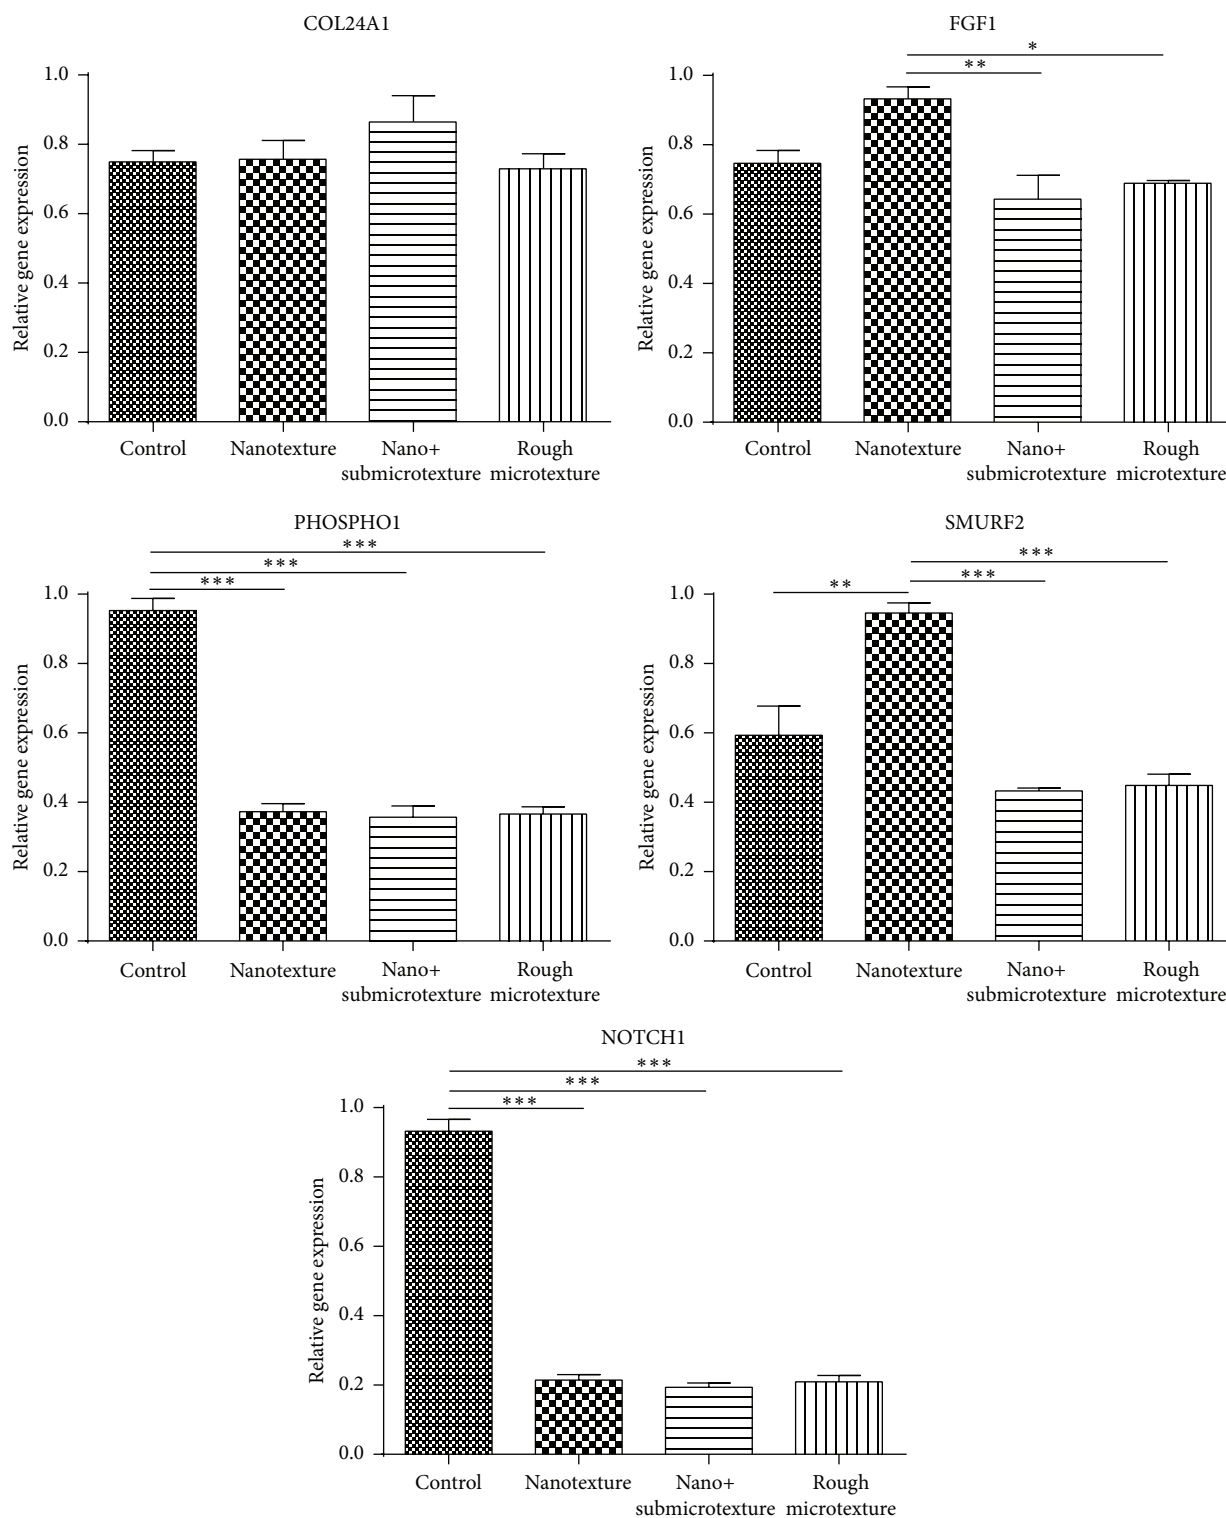 COL24A1
Relative gene expression
1.0
0.8
0.6
0.4
0.2
0.0
Control
Nanotexture
Nano+
submicrotexture
Rough
microtexture
FGF1
*
**
Relative gene expression
1.0
0.8
0.6
0.4
0.2
0.0
Control
Nanotexture
Nano+
submicrotexture
Rough
microtexture
PHOSPHO1
***
***
***
Relative gene expression
1.0
0.8
0.6
0.4
0.2
0.0
Control
Nanotexture
Nano+
submicrotexture
Rough
microtexture
SMURF2
***
***
**
Relative gene expression
1.0
0.8
0.6
0.4
0.2
0.0
Control
Nanotexture
Nano+
submicrotexture
Rough
microtexture
NOTCH1
***
***
***
Relative gene expression
1.0
0.8
0.6
0.4
0.2
0.0
Control
Nanotexture
Nano+
submicrotexture
Rough
microtexture